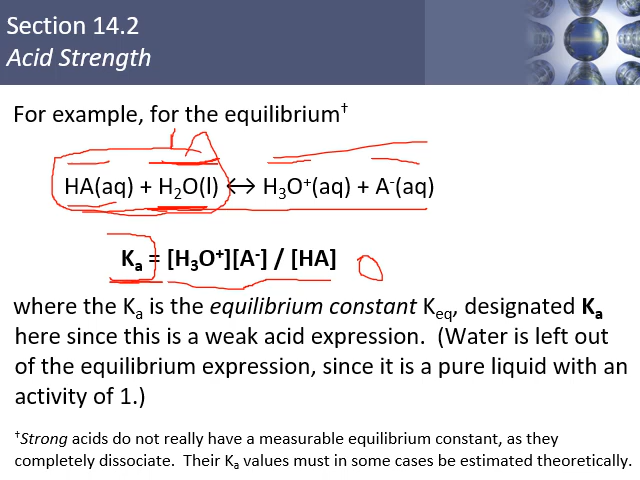 Section 14.2
Acid Strength
For example, for the equilibrium†
HA(aq) + H₂O(l) ↔ H₃O⁺(aq) + A⁻(aq)
Kₐ = [H₃O⁺][A⁻] / [HA]
where the Kₐ is the equilibrium constant Keq, designated Kₐ
here since this is a weak acid expression.  (Water is left out
of the equilibrium expression, since it is a pure liquid with an
activity of 1.)
†Strong acids do not really have a measurable equilibrium constant, as they
completely dissociate.  Their Kₐ values must in some cases be estimated theoretically.